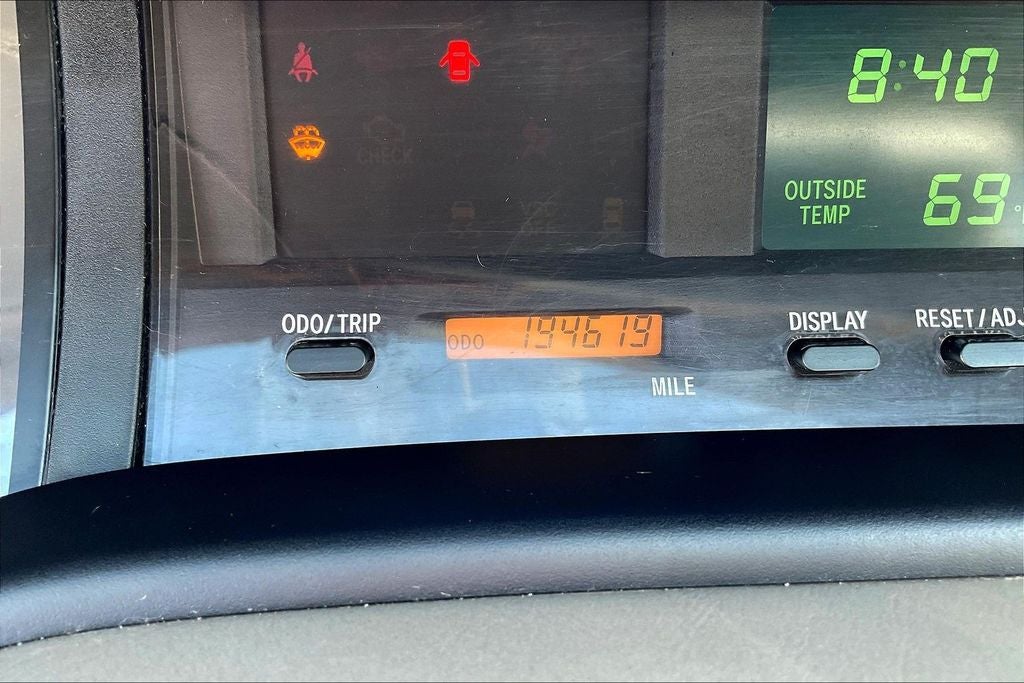 8:40
CHECK
OUTSIDE
TEMP
69°
ODO/TRIP
ODO 194619
MILE
DISPLAY
RESET/ADJ